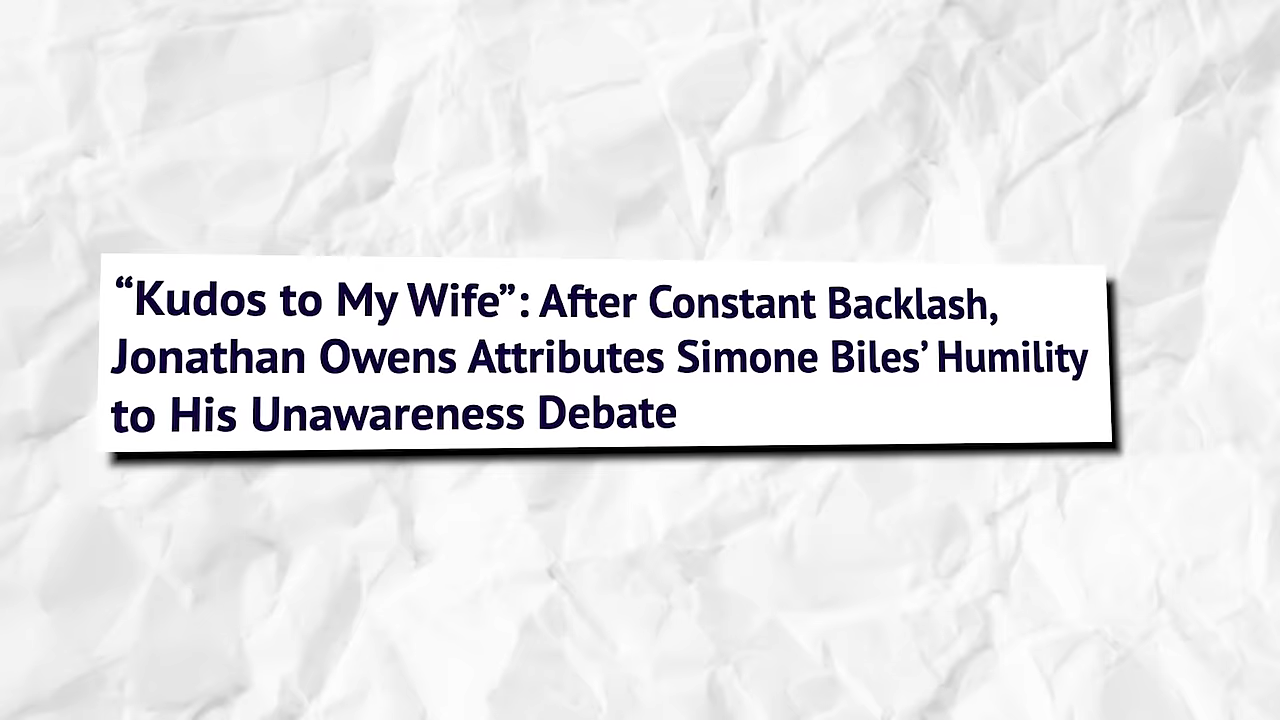 “Kudos to My Wife”: After Constant Backlash,
Jonathan Owens Attributes Simone Biles’ Humility
to His Unawareness Debate